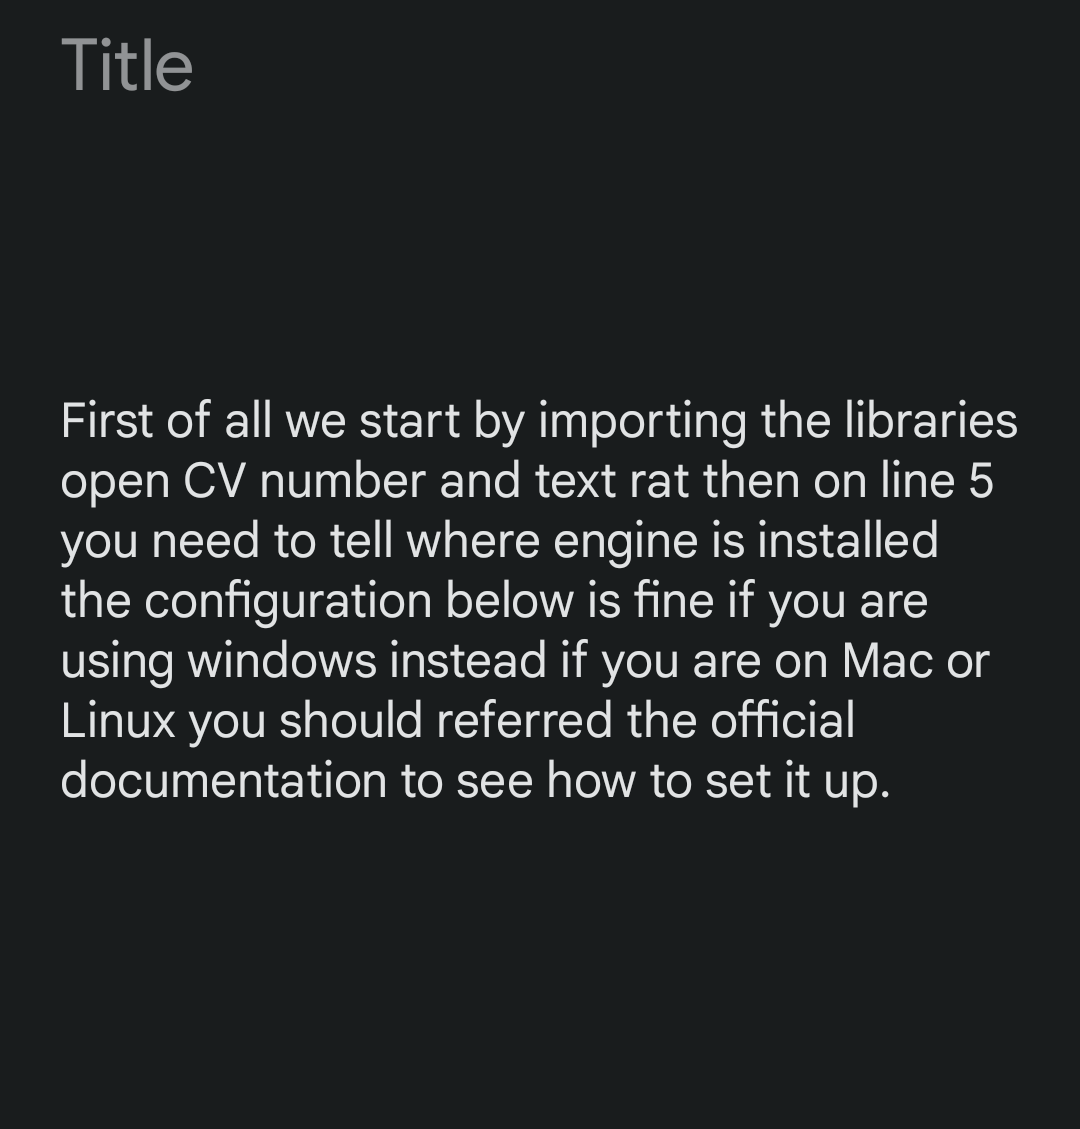 Title
First of all we start by importing the libraries
open CV number and text rat then on line 5
you need to tell where engine is installed
the configuration below is fine if you are
using windows instead if you are on Mac or
Linux you should referred the official
documentation to see how to set it up.